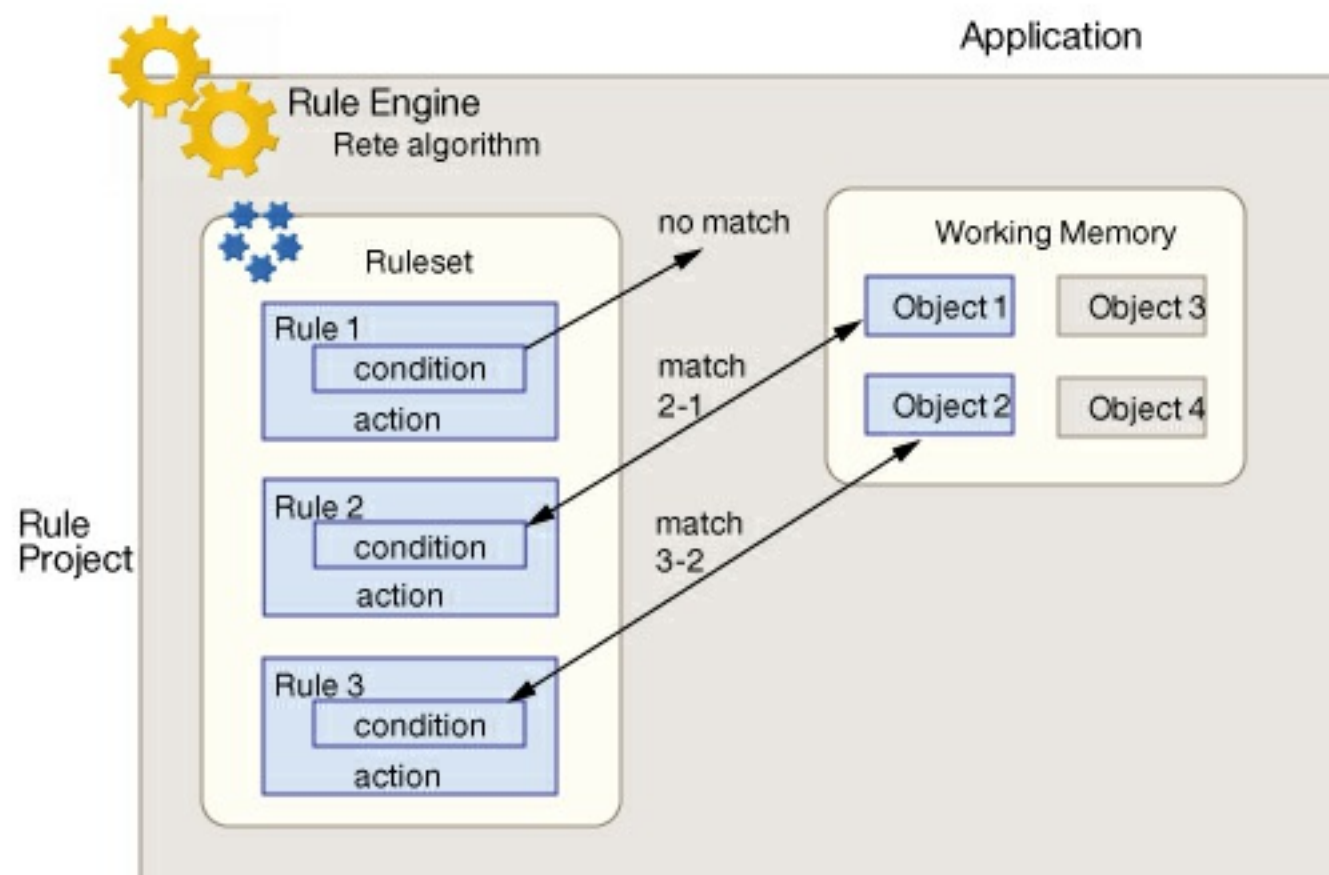 Application
Rule Engine
Rete algorithm
Ruleset
Rule 1
condition
action
Rule 2
condition
action
Rule 3
condition
action
no match
match
2-1
match
3-2
Working Memory
Object 1
Object 3
Object 2
Object 4
Rule
Project